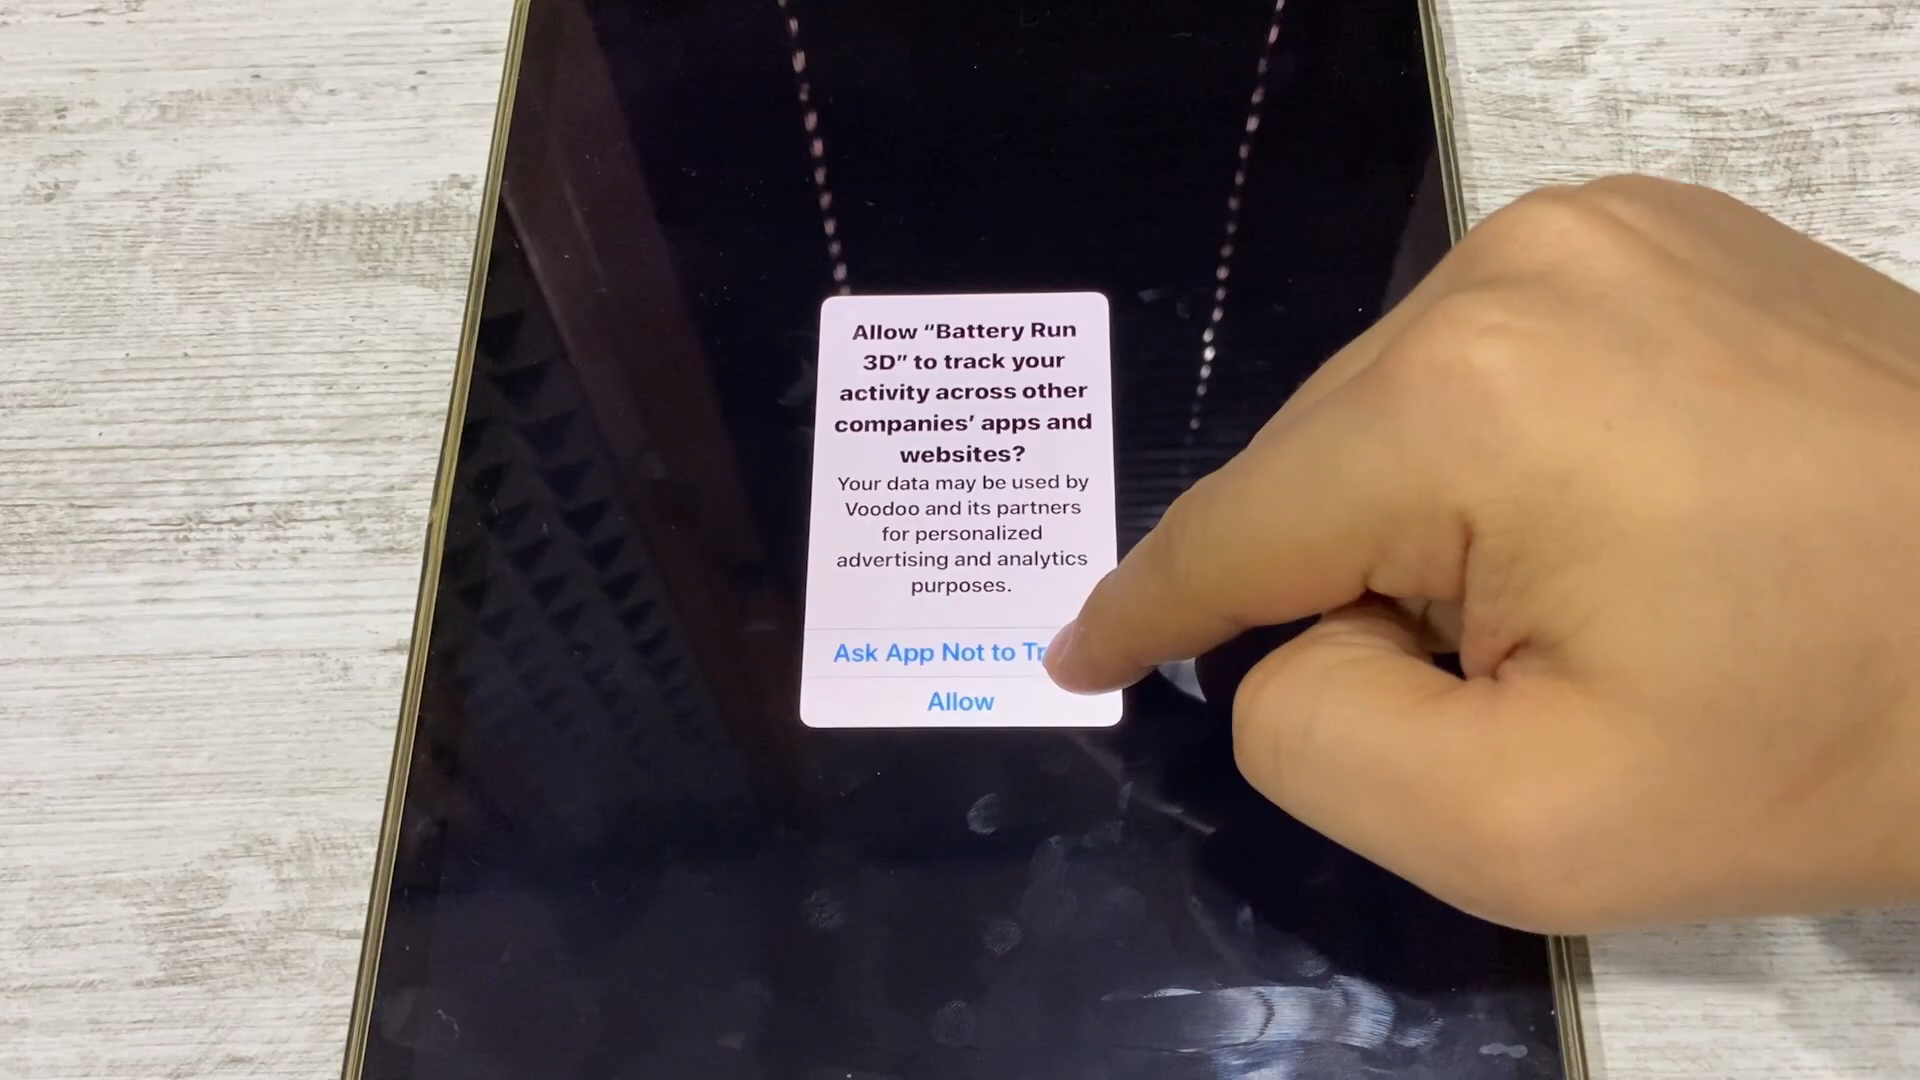 Allow “Battery Run
3D” to track your
activity across other
companies’ apps and
websites?
Your data may be used by
Voodoo and its partners
for personalized
advertising and analytics
purposes.
Ask App Not to
Allow